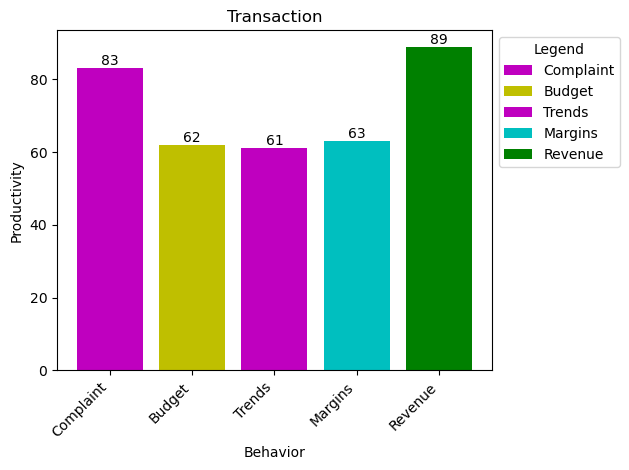 Transaction
89
83
62
61
63
80
60
40
20
0
Productivity
Complaint
Budget
Trends
Margins
Revenue
Behavior
Legend
Complaint
Budget
Trends
Margins
Revenue